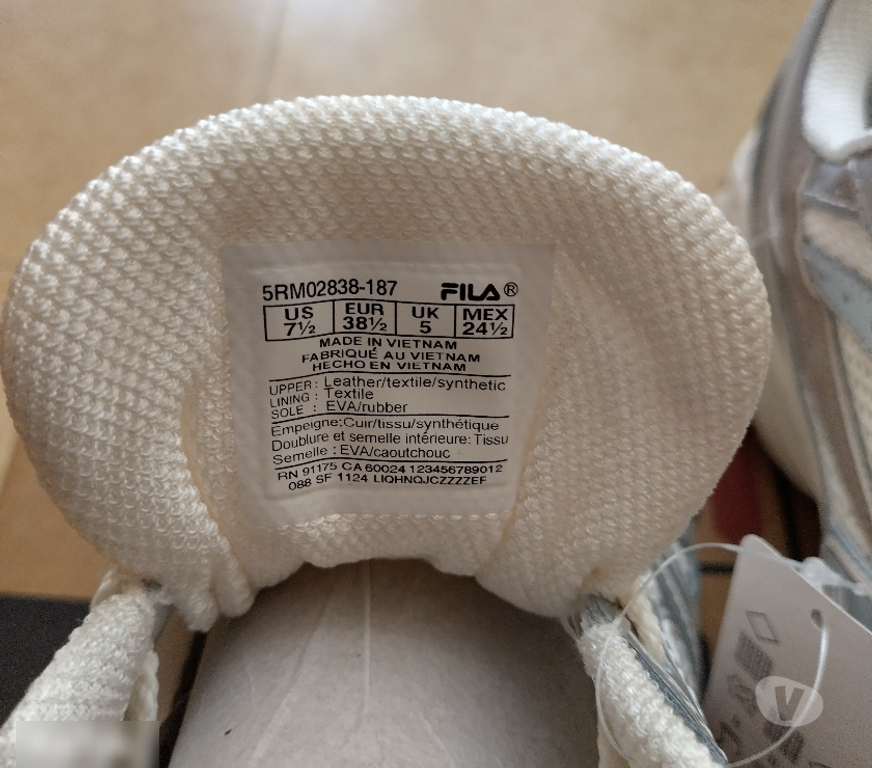 5RM02838-187 FILA®
US EUR UK MEX
7½ 38½ 5 24½
MADE IN VIETNAM
FABRIQUÉ AU VIETNAM
HECHO EN VIETNAM
UPPER : Leather/textile/synthetic
LINING : Textile
SOLE : EVA/rubber
Empeigne:Cuir/tissu/synthétique
Doublure et semelle intérieure: Tissu
Semelle : EVA/caoutchouc
RN 91175 CA 60024 123456789012
088 SF 1124 LIQHNQJCZZZZEF
V